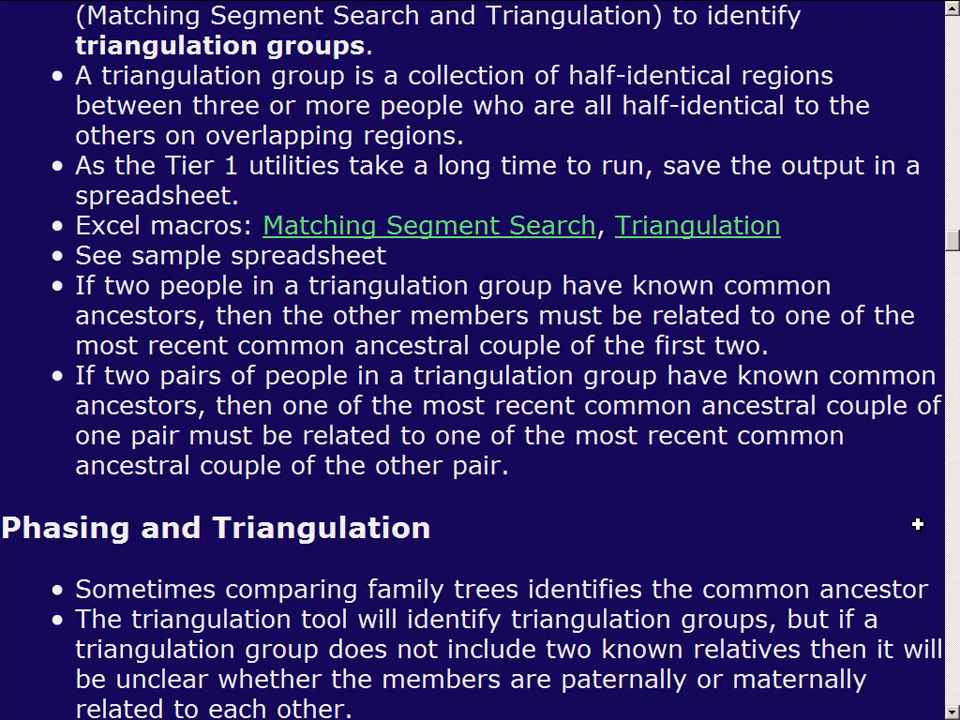 (Matching Segment Search and Triangulation) to identify
triangulation groups.
• A triangulation group is a collection of half-identical regions
between three or more people who are all half-identical to the
others on overlapping regions.
• As the Tier 1 utilities take a long time to run, save the output in a
spreadsheet.
• Excel macros: Matching Segment Search, Triangulation
• See sample spreadsheet
• If two people in a triangulation group have known common
ancestors, then the other members must be related to one of the
most recent common ancestral couple of the first two.
• If two pairs of people in a triangulation group have known common
ancestors, then one of the most recent common ancestral couple of
one pair must be related to one of the most recent common
ancestral couple of the other pair.
Phasing and Triangulation
• Sometimes comparing family trees identifies the common ancestor
• The triangulation tool will identify triangulation groups, but if a
triangulation group does not include two known relatives then it will
be unclear whether the members are paternally or maternally
related to each other.